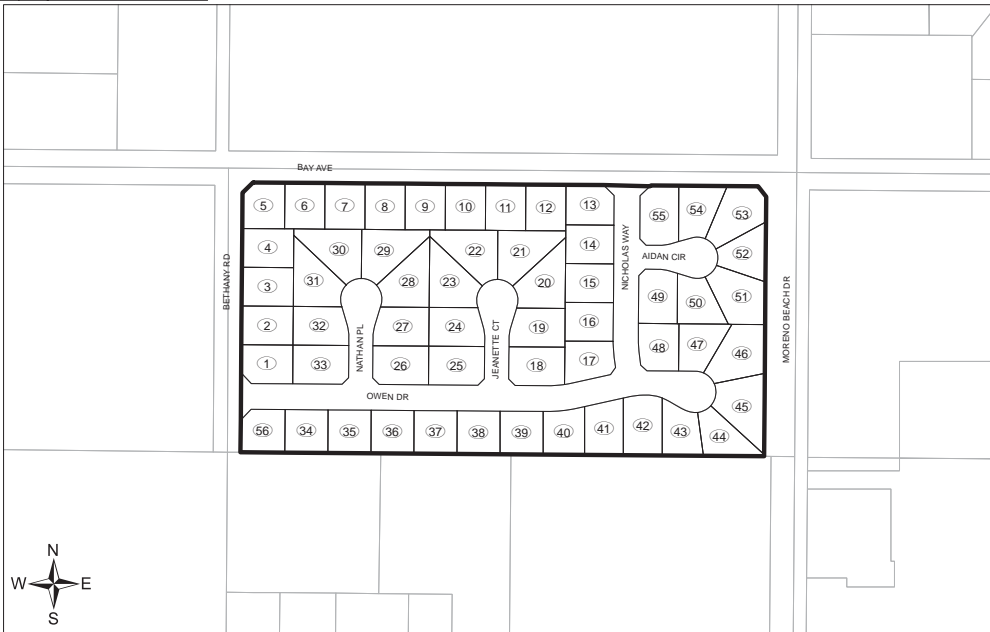 BAY AVE
5 6 7 8 9 10 11 12 13
55 54 53
4 30 29 22 21 14
NICHOLAS WAY
AIDAN CIR
52
BETHANY RD
3 31 28 23 20 15
49 50 51
MORENO BEACH DR
2 32 27 24 19 16
NATHAN PL
JEANETTE CT
48 47 46
1 33 26 25 18 17
OWEN DR
45
56 34 35 36 37 38 39 40 41 42 43 44
N
W E
S